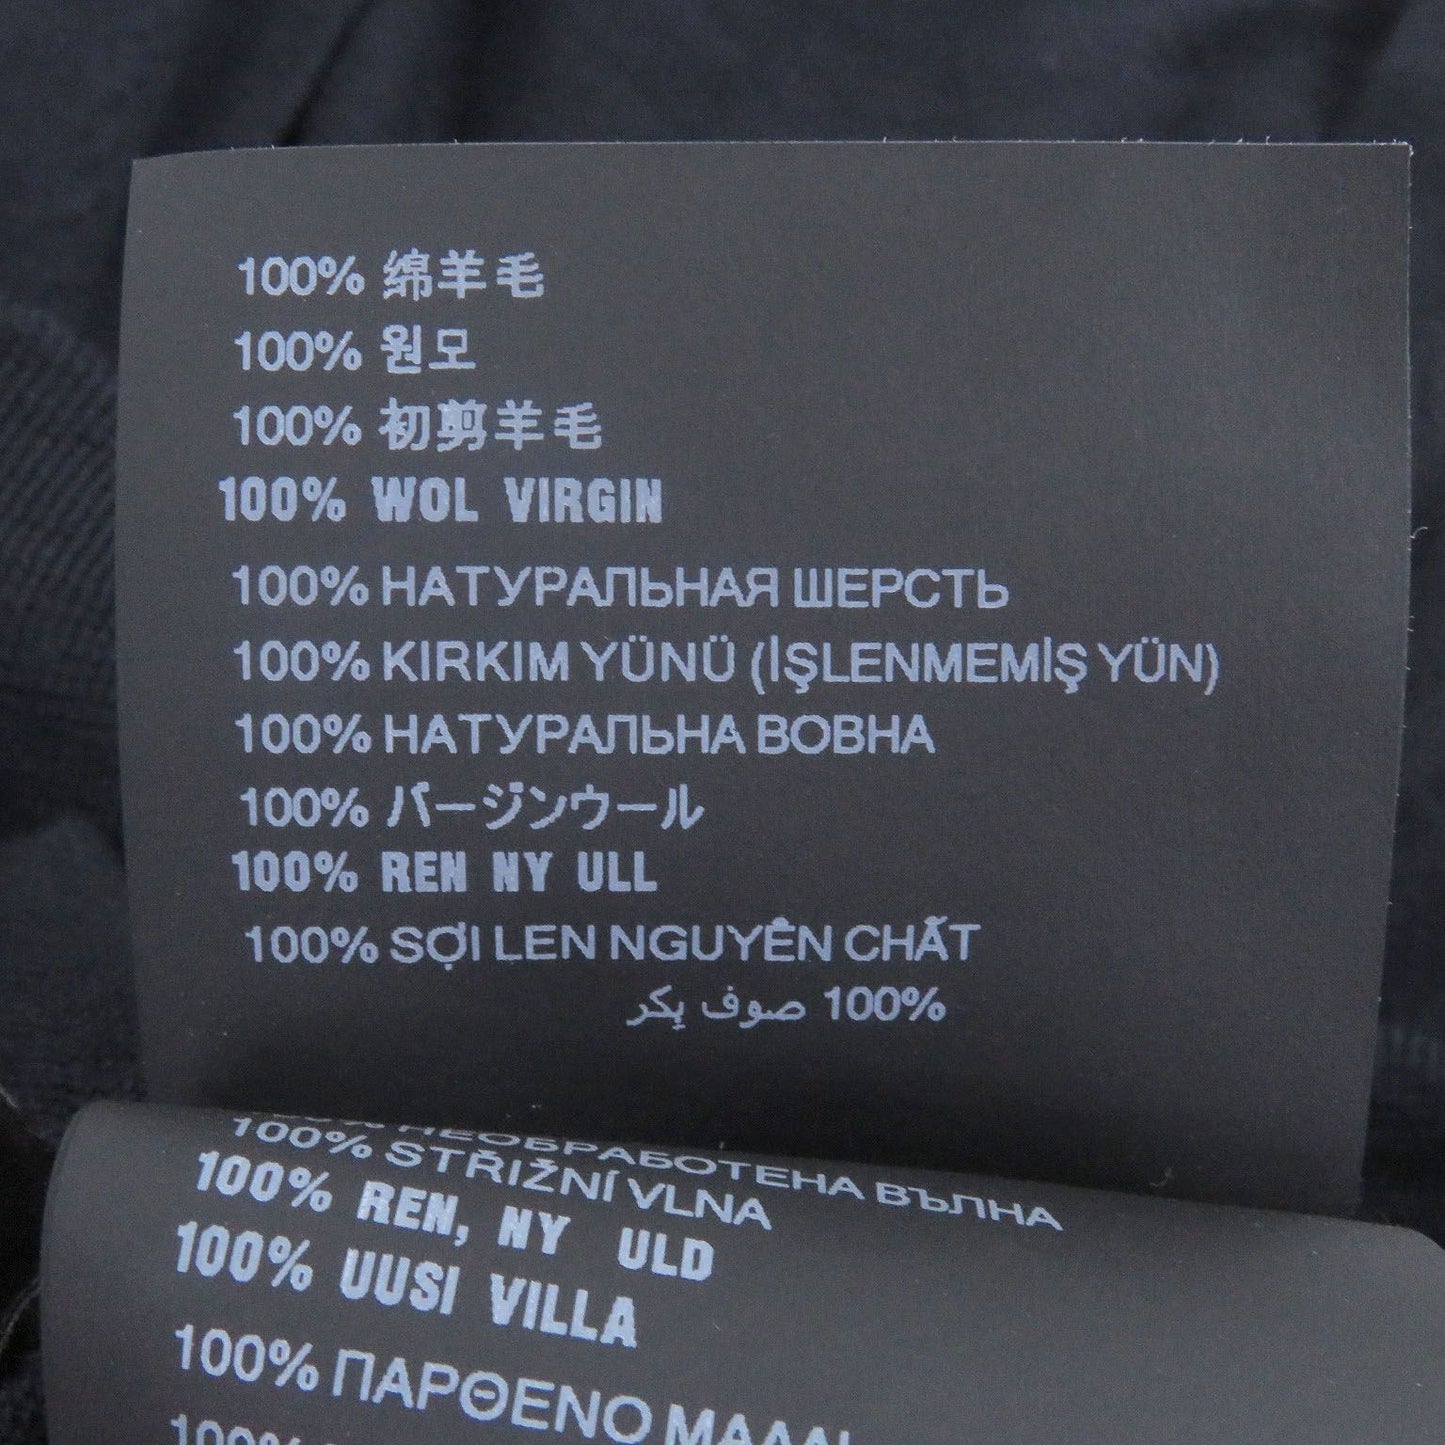 100% 绵羊毛
100% 원모
100% 初剪羊毛
100% WOL VIRGIN
100% НАТУРАЛЬНАЯ ШЕРСТЬ
100% KIRKIM YÜNÜ (İŞLENMEMİŞ YÜN)
100% НАТУРАЛЬНА ВОВНА
100% バージンウール
100% REN NY ULL
100% SỢI LEN NGUYÊN CHẤT
100% صوف بكر
НЕОБРАБОТЕНА ВЪЛНА
100% STŘIŽNÍ VLNA
100% REN, NY ULD
100% UUSI VILLA
100% ΠΑΡΘΕΝΟ ΜΑΛΛΙ
100%